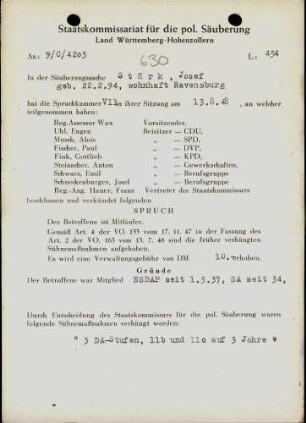 Staatskommissariat für die pol. Säuberung
Land Württemberg-Hohenzollern
Az.: 9/0/4205
630
L.: 454
In der Säuberungssache Stärk, Josef
geb. 22.2.94, wohnhaft Ravensburg
hat die Spruchkammer VII in ihrer Sitzung am 13.8.48, an welcher
teilgenommen haben:
Reg.Assessor Wax Vorsitzender,
Uhl, Eugen Beisitzer — CDU,
Musch, Alois „ — SPD,
Fischer, Paul „ — DVP,
Fink, Gottlieb „ — KPD,
Steinacher, Anton „ — Gewerkschaften,
Schwarz, Emil „ — Berufsgruppe
Schneckenburger, Josef „ — Berufsgruppe
Reg.-Ang. Hauer, Franz Vertreter des Staatskommissars
beschlossen und verkündet folgenden
SPRUCH
Der Betroffene ist Mitläufer.
Gemäß Art. 4 der VO. 133 vom 17. 11. 47 in der Fassung des
Art. 2 der VO. 165 vom 13. 7. 48 sind die früher verhängten
Sühnemaßnahmen aufgehoben.
Es wird eine Verwaltungsgebühr von DM 10.- erhoben.
Gründe
Der Betroffene war Mitglied NSDAP seit 1.5.37, SA seit 34,
Durch Entscheidung des Staatskommissars für die pol. Säuberung waren
folgende Sühnemaßnahmen verhängt worden:
" 3 DA-Stufen, 11b und 11c auf 3 Jahre "